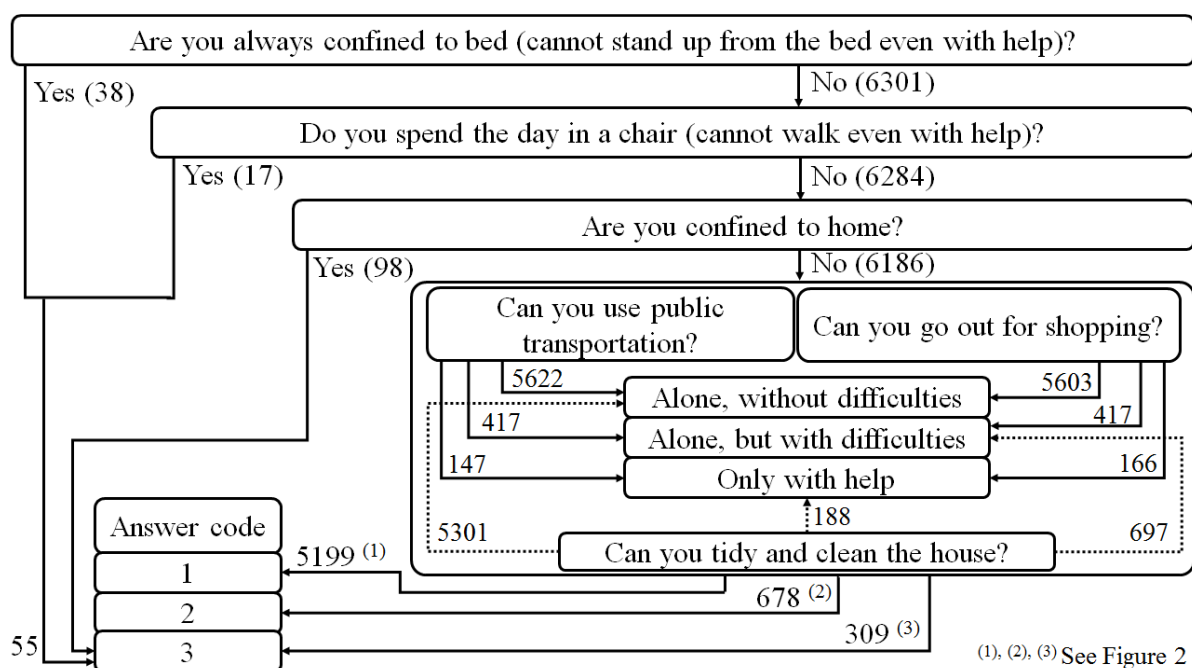 Are you always confined to bed (cannot stand up from the bed even with help)?
Yes (38)
No (6301)
Do you spend the day in a chair (cannot walk even with help)?
Yes (17)
No (6284)
Are you confined to home?
Yes (98)
No (6186)
Can you use public
transportation?
Can you go out for shopping?
5622
5603
Alone, without difficulties
417
417
Alone, but with difficulties
147
166
Only with help
188
5301
697
Can you tidy and clean the house?
Answer code
5199 (1)
1
678 (2)
2
309 (3)
55
3
(1), (2), (3) See Figure 2